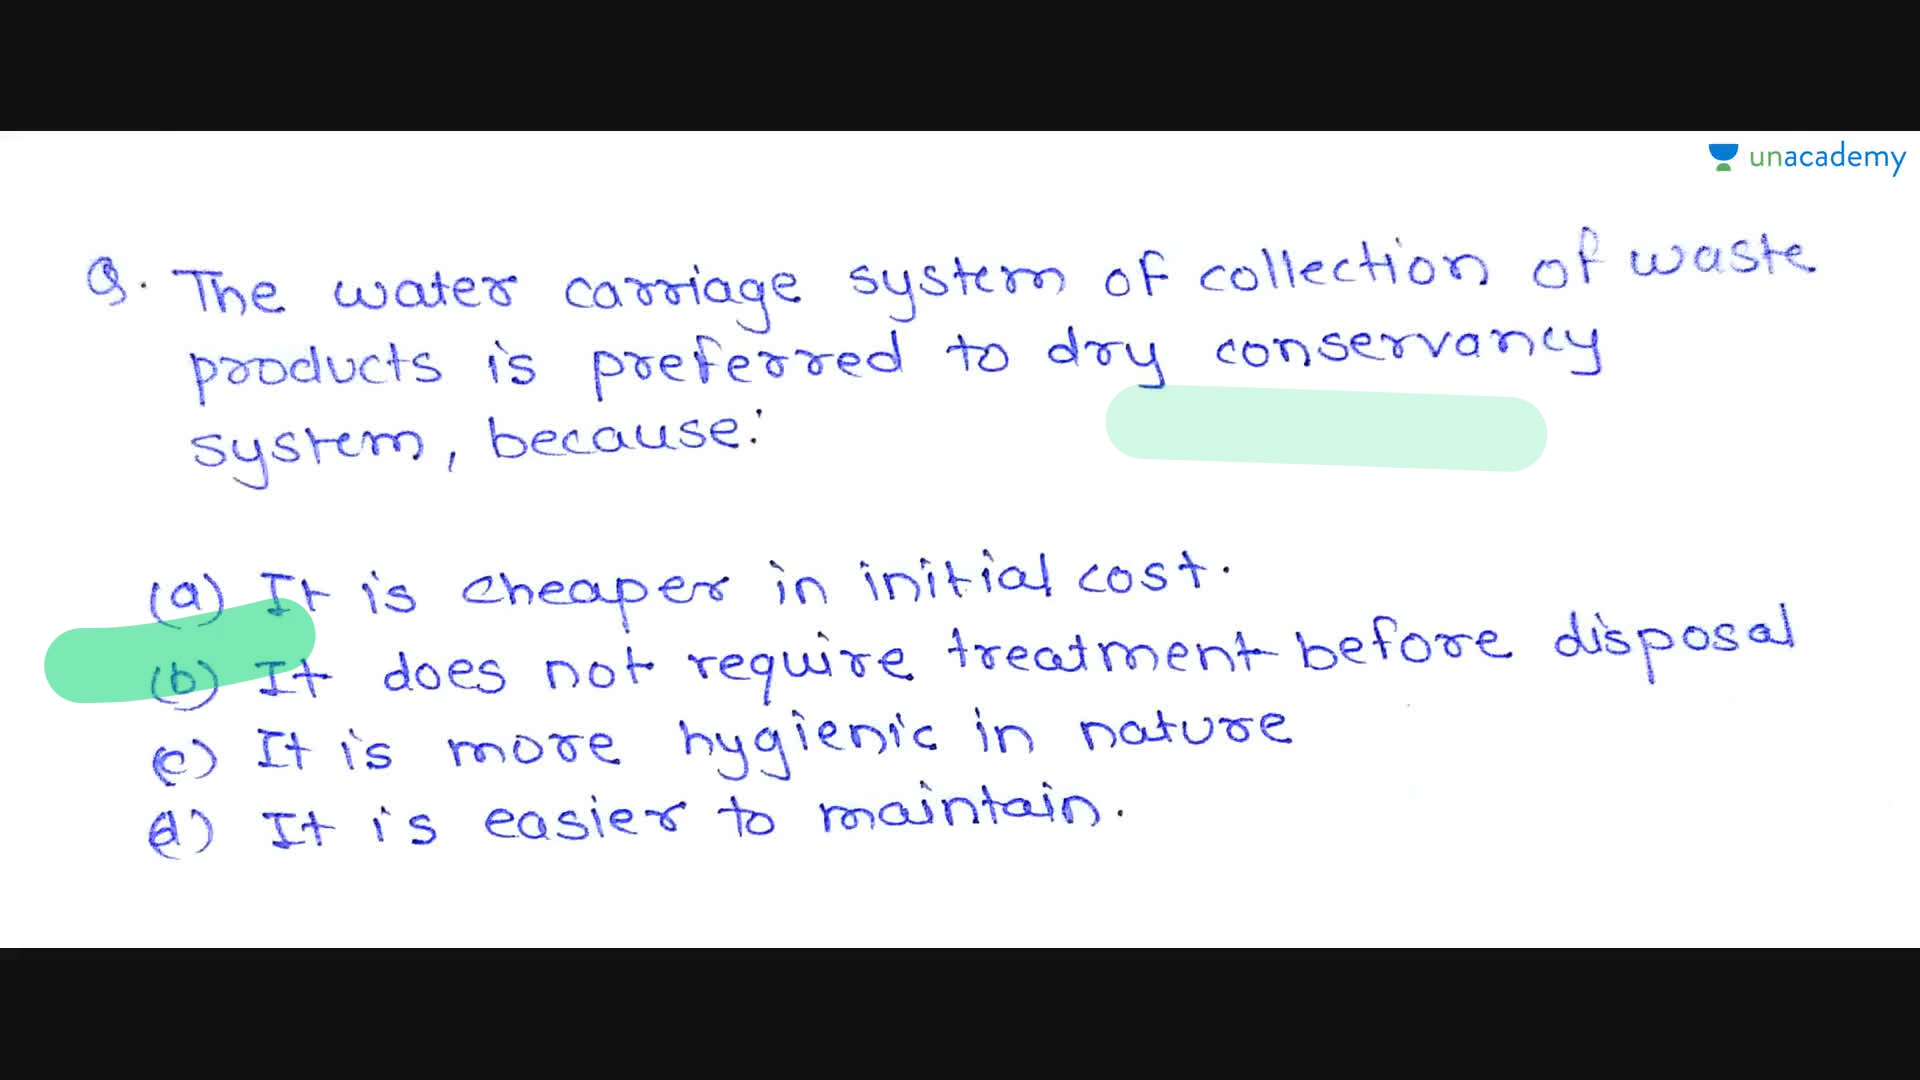 unacademy
Q. The water carriage system of collection of waste
products is preferred to dry conservancy
system, because:
(a) It is cheaper in initial cost.
(b) It does not require treatment before disposal
(c) It is more hygienic in nature
(d) It is easier to maintain.